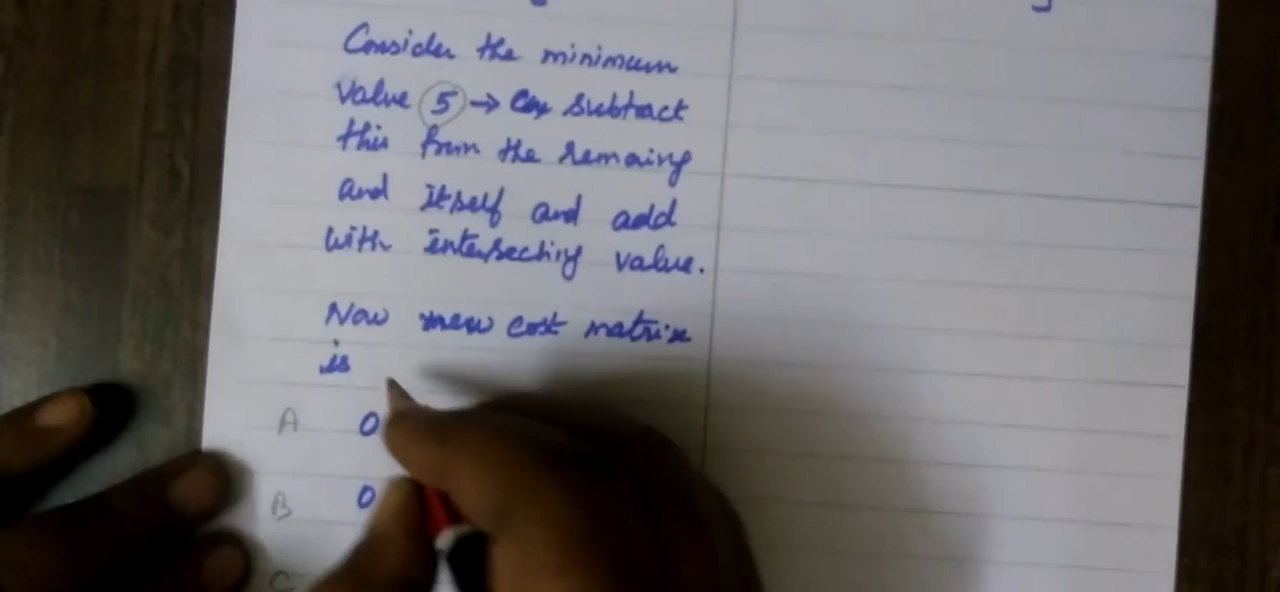 Consider the minimum
Value 5 → subtract
this from the remaing
and itself and add
with intersecting value.
Now new cost matrix
is
A 0
B 0
C